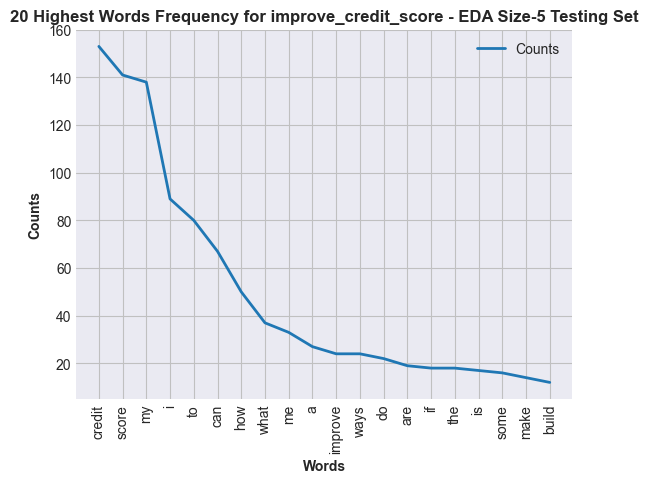 20 Highest Words Frequency for improve_credit_score - EDA Size-5 Testing Set
160
140
120
100
80
60
40
20
Counts
Counts
credit
score
my
i
to
can
how
what
me
a
improve
ways
do
are
if
the
is
some
make
build
Words